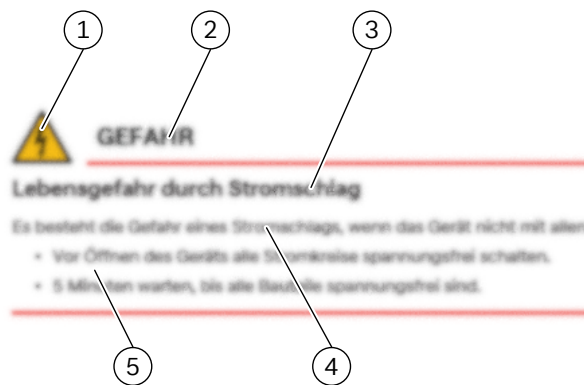 1 2 3
GEFAHR
Lebensgefahr durch Stromschlag
Es besteht die Gefahr eines Stromschlags, wenn das Gerät nicht mit allen
• Vor Öffnen des Geräts alle Stromkreise spannungsfrei schalten.
• 5 Minuten warten, bis alle Bauteile spannungsfrei sind.
5 4